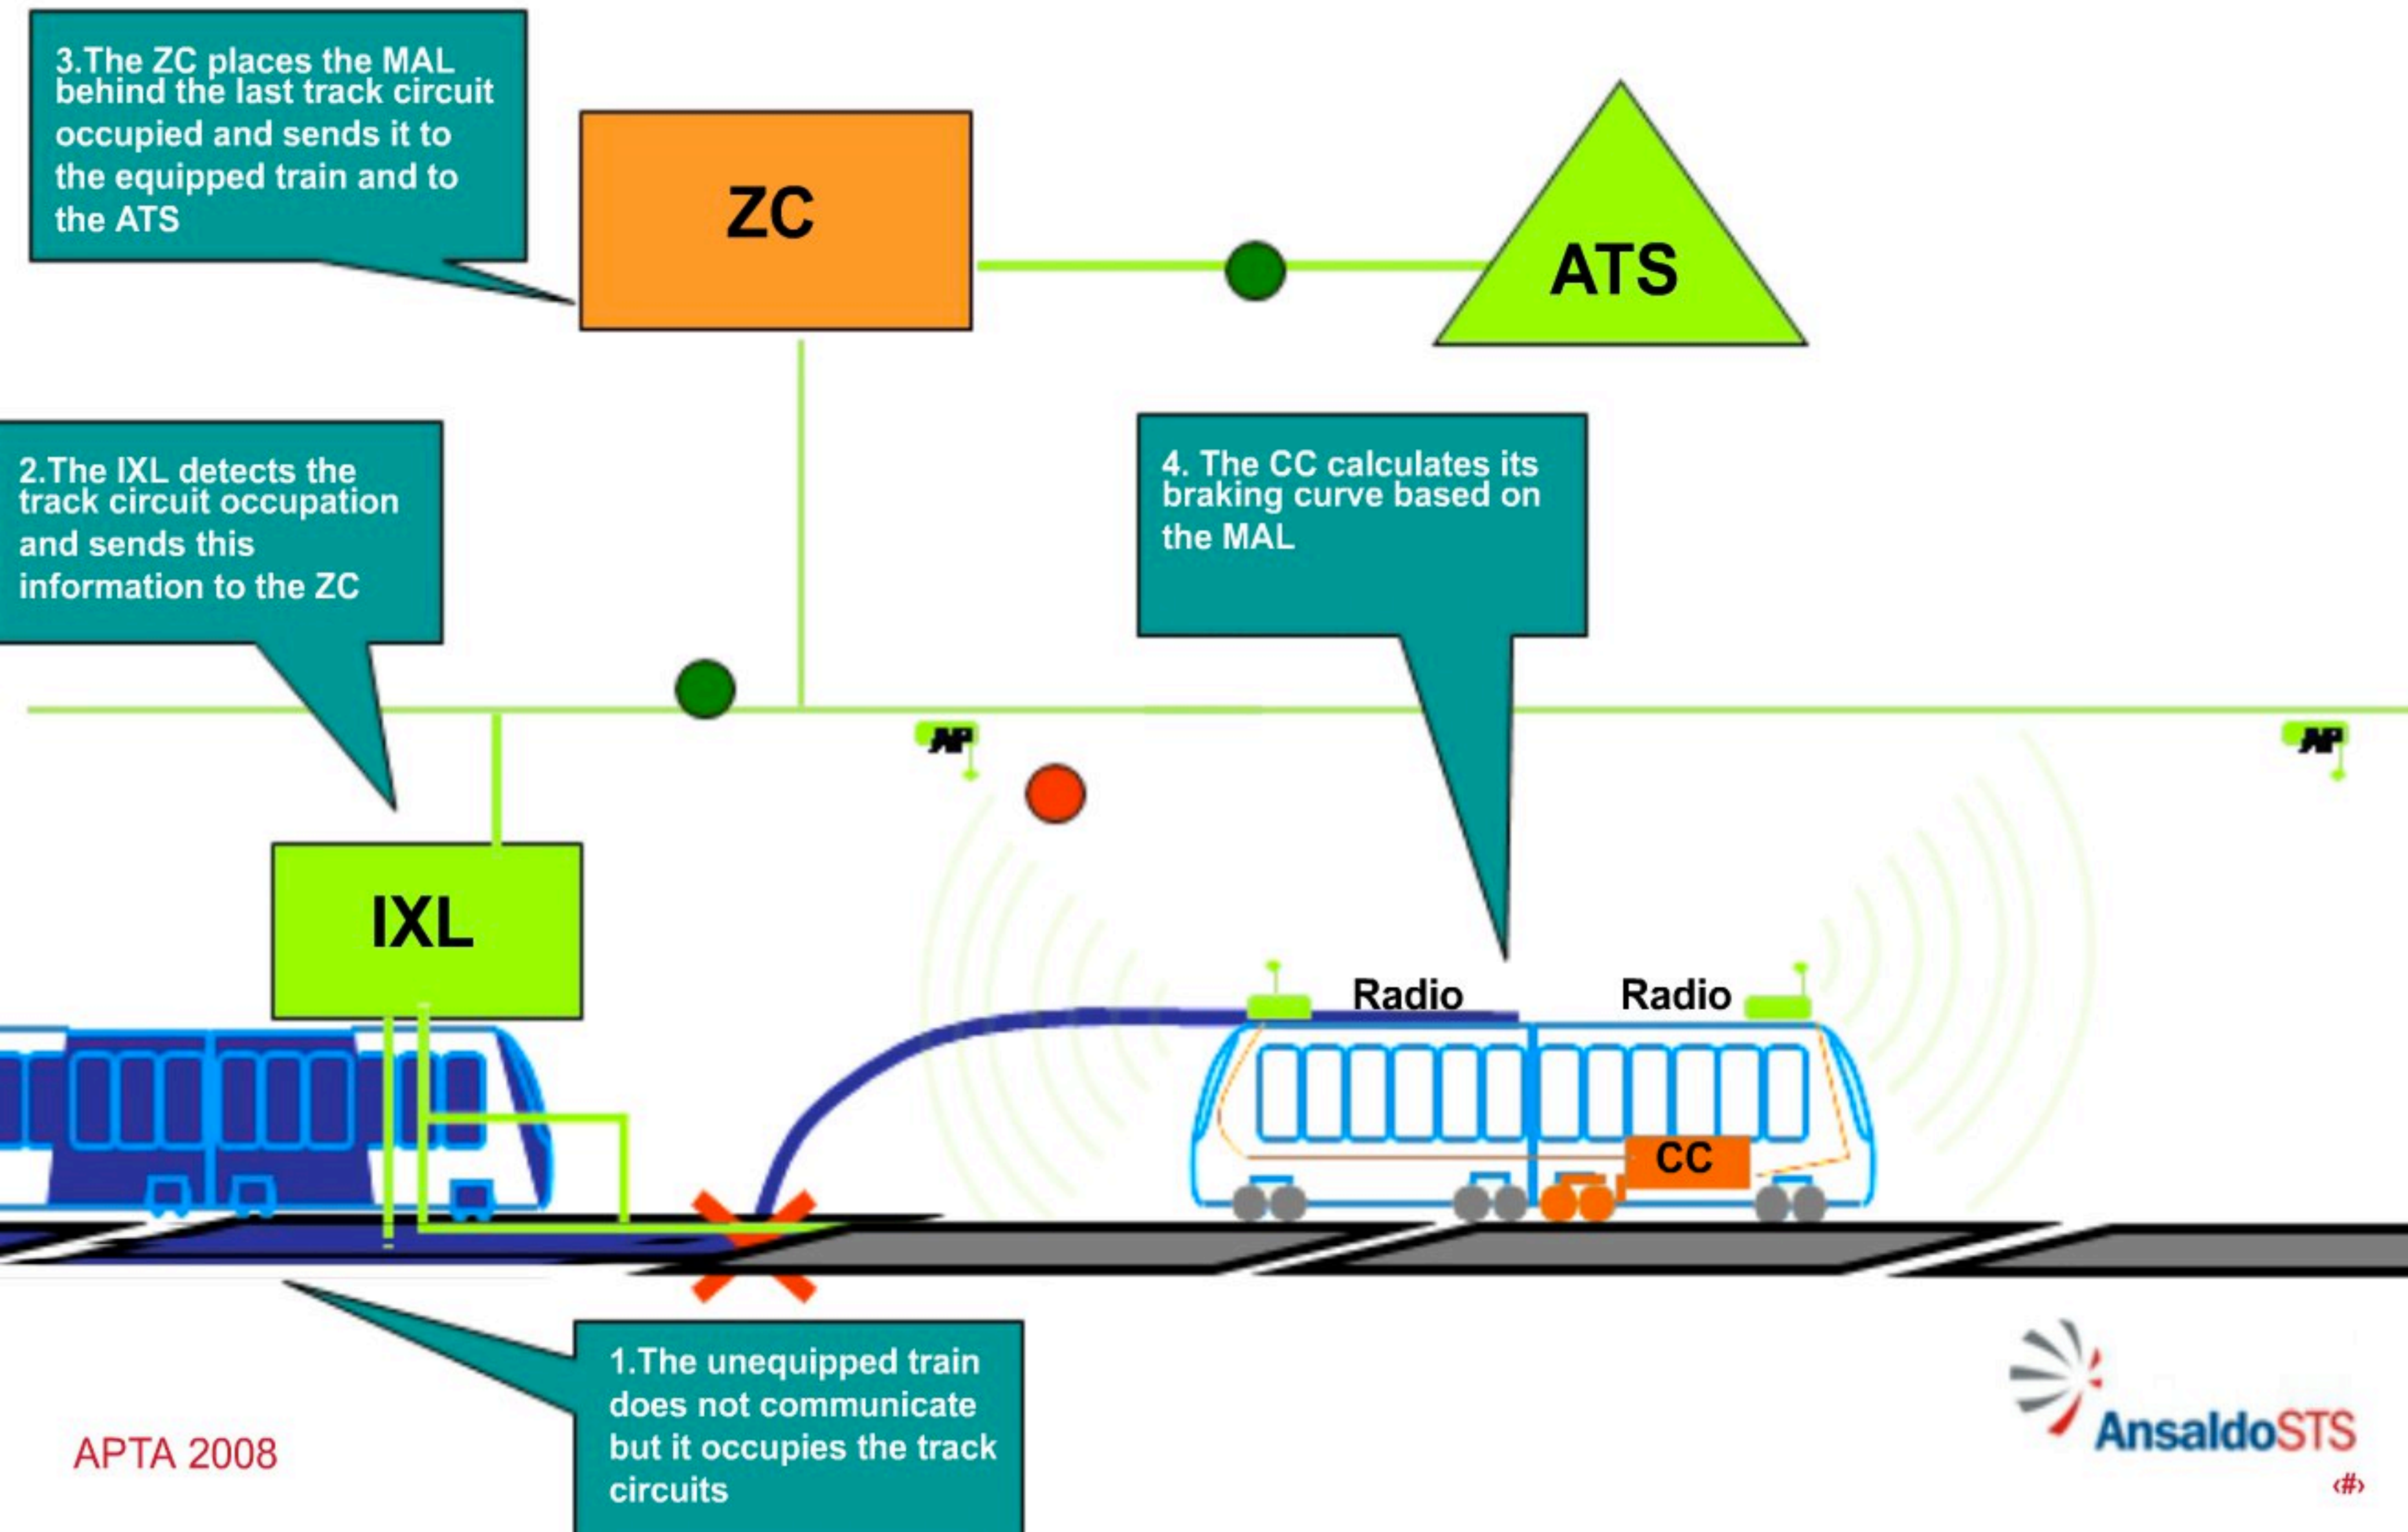 3.The ZC places the MAL
behind the last track circuit
occupied and sends it to
the equipped train and to
the ATS
ZC
ATS
2.The IXL detects the
track circuit occupation
and sends this
information to the ZC
4. The CC calculates its
braking curve based on
the MAL
AP
AP
IXL
Radio
Radio
CC
1.The unequipped train
does not communicate
but it occupies the track
circuits
APTA 2008
AnsaldoSTS
‹#›